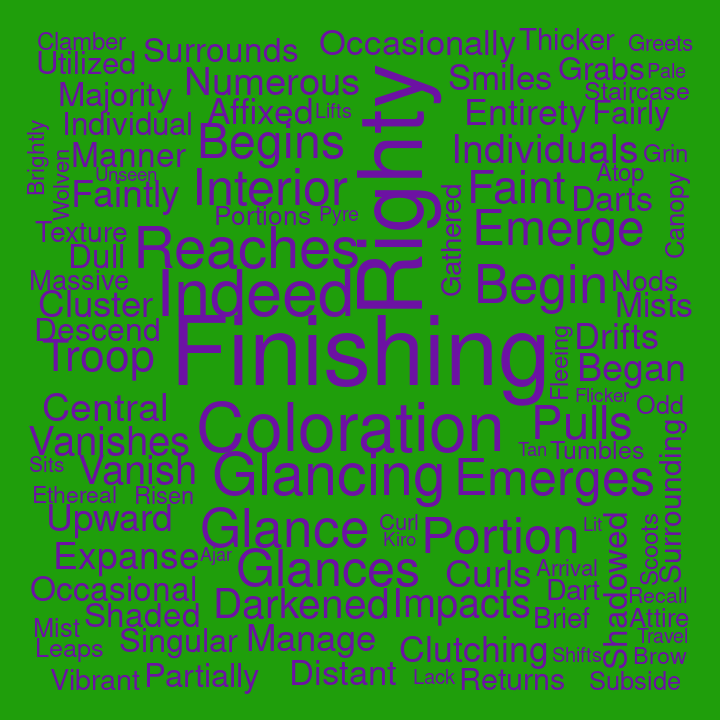 Clamber
Surrounds
Occasionally
Thicker
Greets
Utilized
Numerous
Smiles
Grabs
Pale
Majority
Affixed
Lifts
Righty
Entirety
Fairly
Staircase
Individual
Begins
Individuals
Grin
Brightly
Manner
Unseen
Wolven
Faintly
Interior
Faint
Atop
Darts
Canopy
Portions
Pyre
Gathered
Emerge
Texture
Dull
Reaches
Massive
Indeed
Begin
Nods
Cluster
Mists
Descend
Finishing
Drifts
Troop
Fleeing
Began
Flicker
Central
Coloration
Pulls
Odd
Vanishes
Tan
Tumbles
Sits
Vanish
Glancing
Emerges
Surrounding
Ethereal
Risen
Upward
Glance
Curl
Kiro
Portion
Lit
Shadowed
Scoots
Expanse
Ajar
Glances
Curls
Arrival
Occasional
Darkened
Impacts
Dart
Recall
Shaded
Brief
Attire
Mist
Singular
Manage
Travel
Leaps
Clutching
Shifts
Brow
Vibrant
Partially
Distant
Lack
Returns
Subside